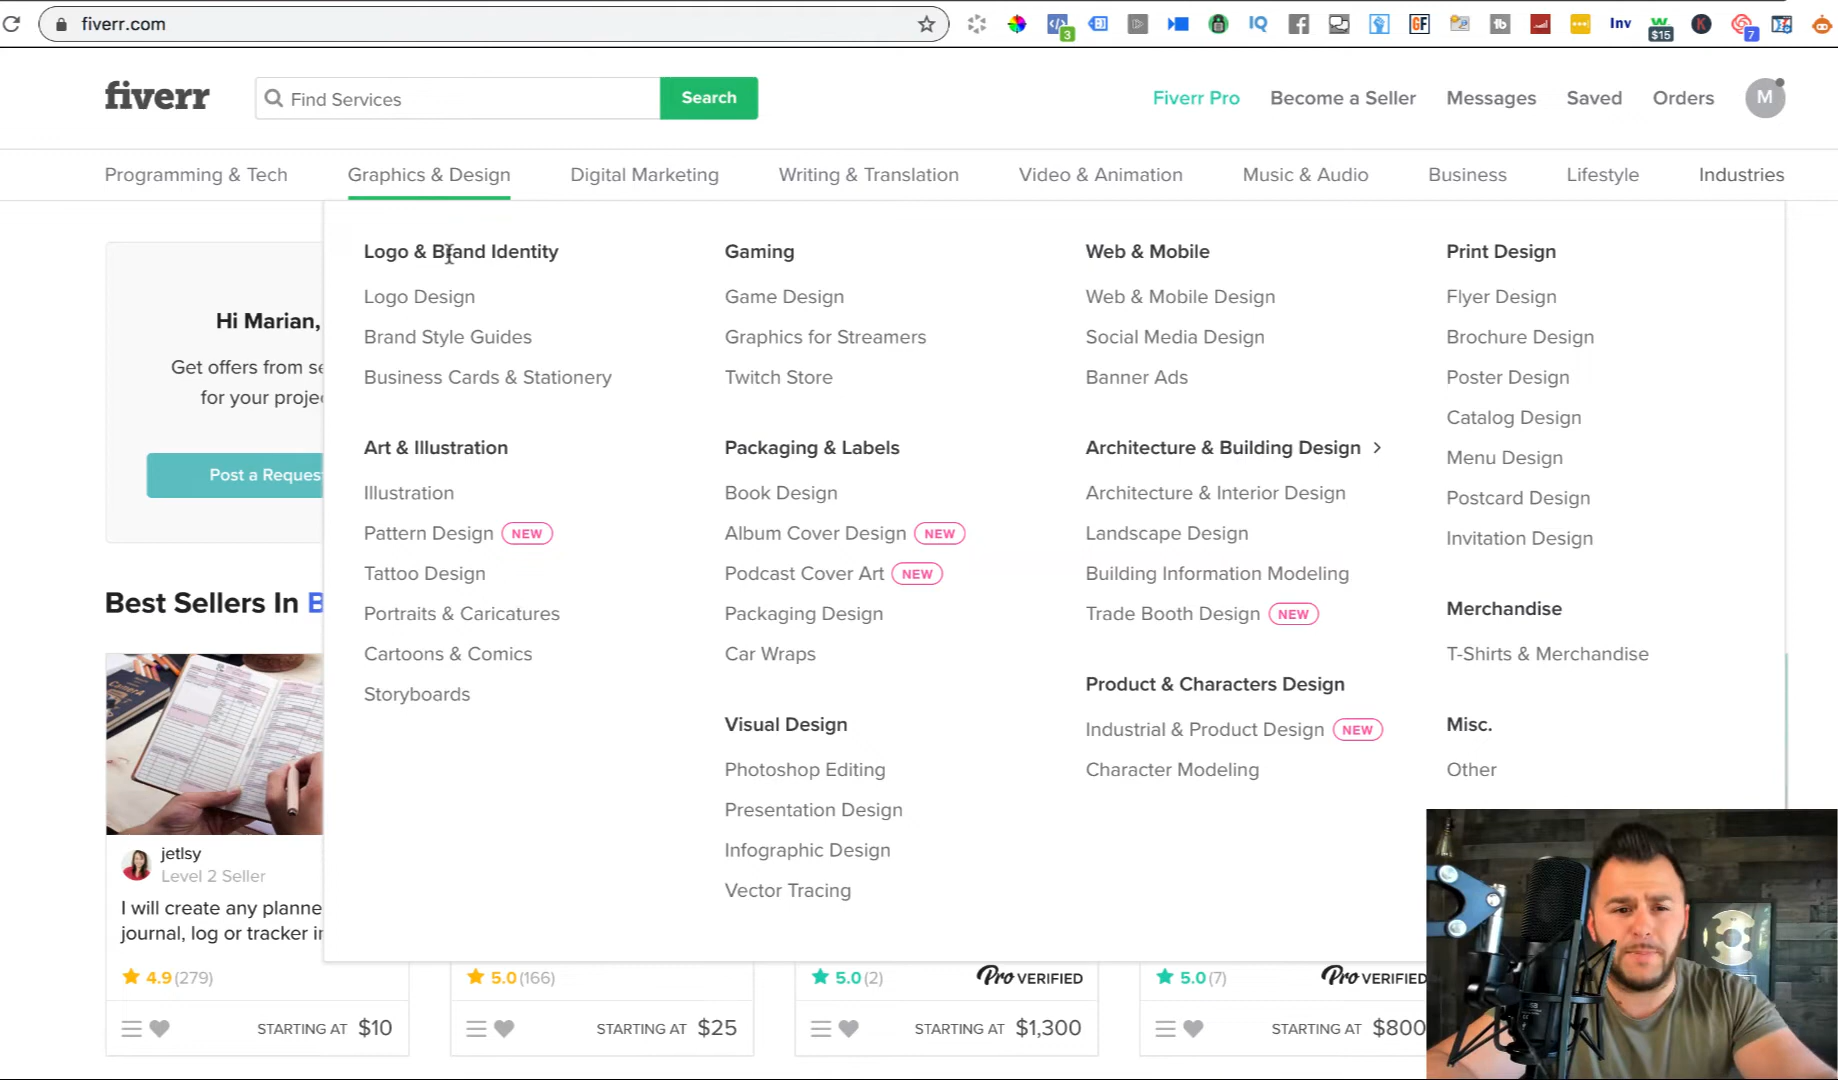 fiverr.com
3
IQ
GF
fb
Inv
$15
K
7
fiverr
Find Services
Search
Fiverr Pro
Become a Seller
Messages
Saved
Orders
M
Programming & Tech
Graphics & Design
Digital Marketing
Writing & Translation
Video & Animation
Music & Audio
Business
Lifestyle
Industries
Hi Marian,
Get offers from se
for your projec
Post a Reques
Logo & Brand Identity
Logo Design
Brand Style Guides
Business Cards & Stationery
Art & Illustration
Illustration
Pattern Design NEW
Tattoo Design
Portraits & Caricatures
Cartoons & Comics
Storyboards
Gaming
Game Design
Graphics for Streamers
Twitch Store
Packaging & Labels
Book Design
Album Cover Design NEW
Podcast Cover Art NEW
Packaging Design
Car Wraps
Visual Design
Photoshop Editing
Presentation Design
Infographic Design
Vector Tracing
Web & Mobile
Web & Mobile Design
Social Media Design
Banner Ads
Architecture & Building Design >
Architecture & Interior Design
Landscape Design
Building Information Modeling
Trade Booth Design NEW
Product & Characters Design
Industrial & Product Design NEW
Character Modeling
Print Design
Flyer Design
Brochure Design
Poster Design
Catalog Design
Menu Design
Postcard Design
Invitation Design
Merchandise
T-Shirts & Merchandise
Misc.
Other
Best Sellers In B
jetlsy
Level 2 Seller
I will create any planne
journal, log or tracker in
4.9 (279)
STARTING AT $10
5.0 (166)
STARTING AT $25
5.0 (2)
Pro VERIFIED
STARTING AT $1,300
5.0 (7)
Pro VERIFIED
STARTING AT $800